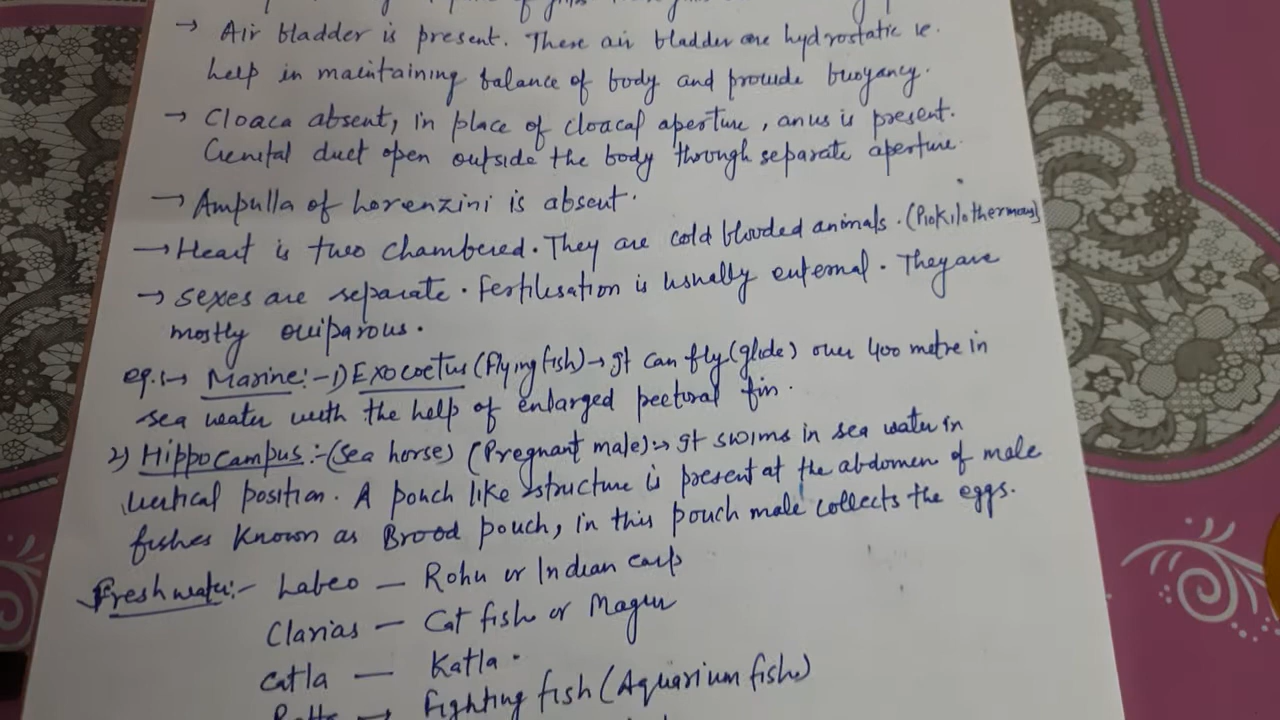 → Air bladder is present. These air bladder are hydrostatic ie.
help in maintaining balance of body and provide buoyancy.
→ Cloaca absent, in place of cloacal aperture, anus is present.
Genital duct open outside the body through separate aperture.
→ Ampulla of Lorenzini is absent.
→ Heart is two chambered. They are cold blooded animals. (Poikilothermous)
→ Sexes are separate. Fertilisation is usually external. They are
mostly oviparous.
eg.:→ Marine:-1) Exocoetus (Flying fish) → It can fly (glide) over 400 metre in
sea water with the help of enlarged pectoral fin.
2) Hippocampus:-(Sea horse) (Pregnant male):→ It swims in sea water in
vertical position. A pouch like structure is present at the abdomen of male
fishes known as Brood pouch, in this pouch male collects the eggs.
Fresh water:- Labeo — Rohu or Indian carp
Clarias — Cat fish or Magur
Catla — Katla.
→ Fighting fish (Aquarium fish)